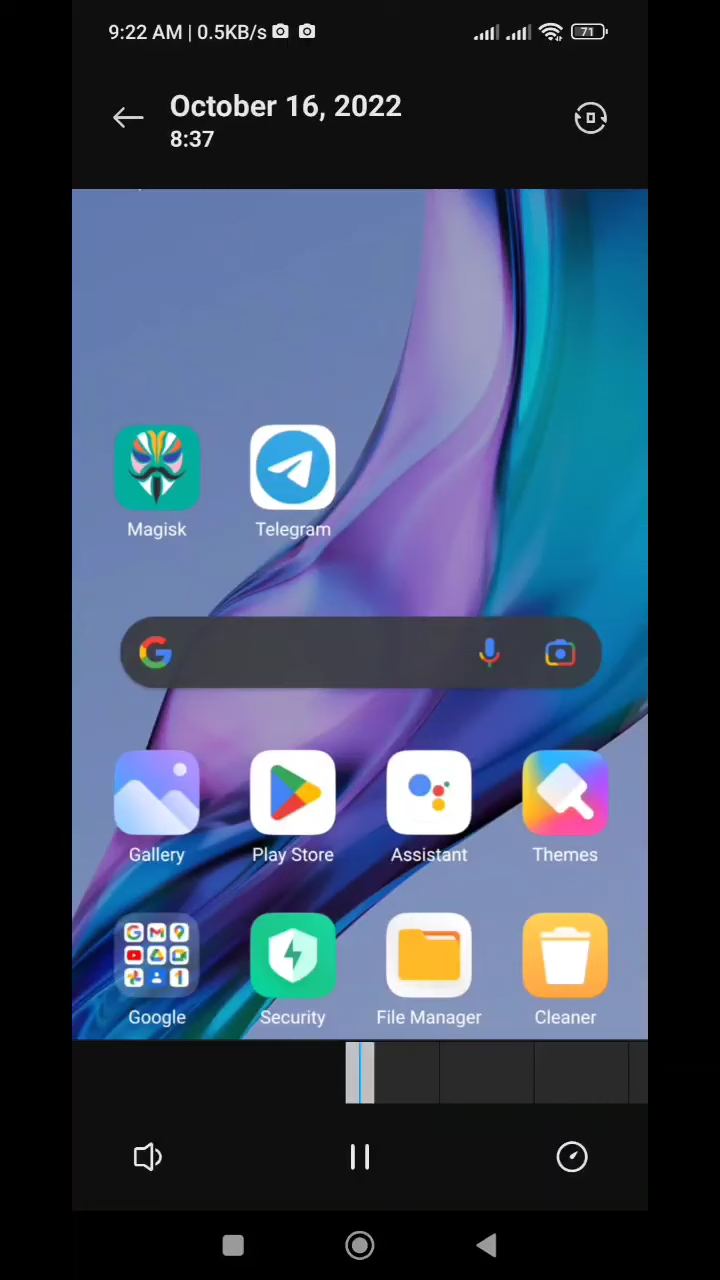 9:22 AM | 0.5KB/s 71
October 16, 2022
8:37
Magisk Telegram
Gallery Play Store Assistant Themes
Google Security File Manager Cleaner